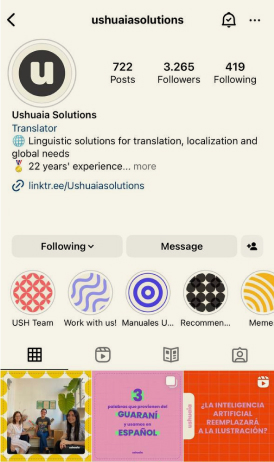 ushuaiasolutions
u
722 3.265 419
Posts Followers Following
Ushuaia Solutions
Translator
🌐 Linguistic solutions for translation, localization and
global needs
🏅 22 years' experience... more
linktr.ee/Ushuaiasolutions
Following Message
USH Team Work with us! Manuales U... Recommen... Meme
3
palabras que provienen del
GUARANÍ
y usamos en
ESPAÑOL
ushuaia
ushuaia
¿LA INTELIGENCIA
ARTIFICIAL
REEMPLAZARÁ
A LA ILUSTRACIÓN?